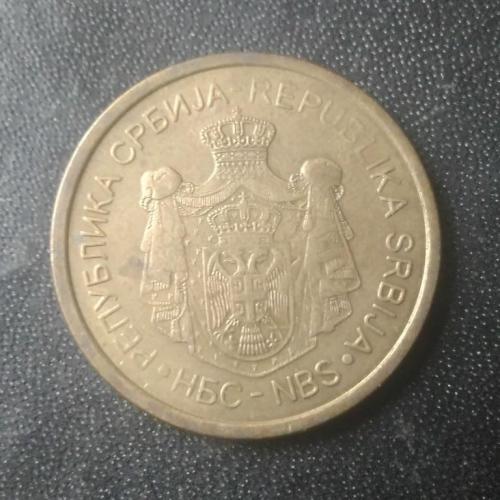 РЕПУБЛИКА СРБИЈА - REPUBLIKA SRBIJA
• НБС - NBS •